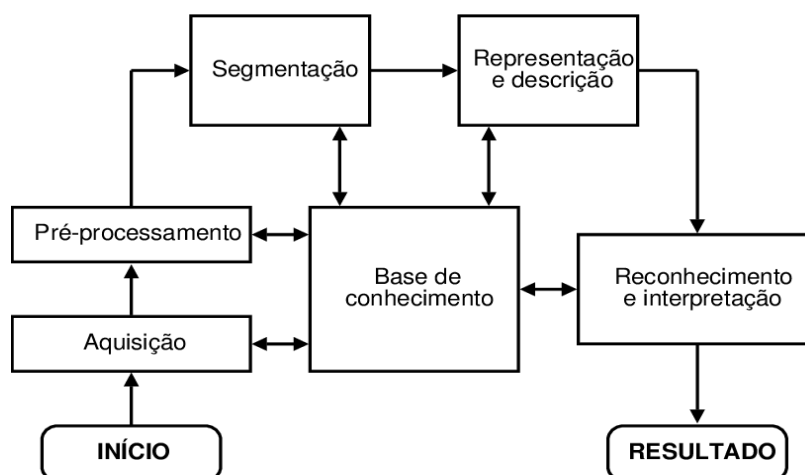 Segmentação
Representação
e descrição
Pré-processamento
Base de
conhecimento
Reconhecimento
e interpretação
Aquisição
INÍCIO
RESULTADO